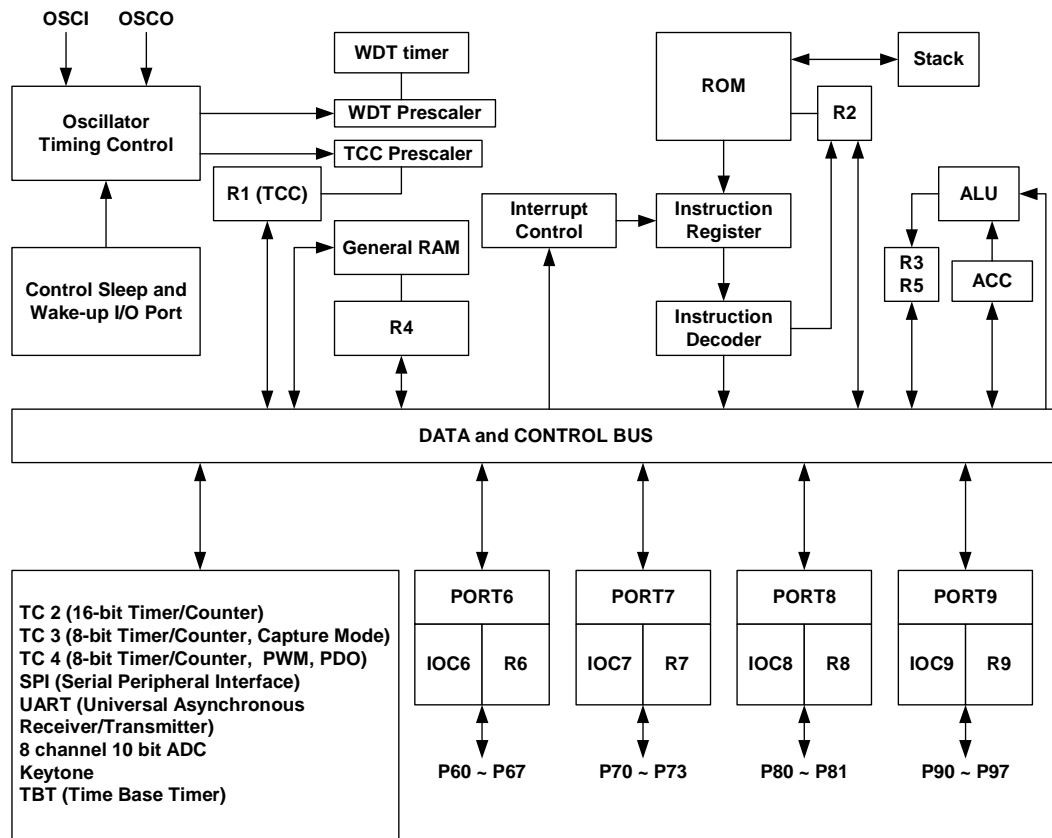 OSCI
OSCO
WDT timer
ROM
Stack
Oscillator
Timing Control
WDT Prescaler
R2
TCC Prescaler
R1 (TCC)
Interrupt
Control
Instruction
Register
ALU
General RAM
R3
R5
ACC
Control Sleep and
Wake-up I/O Port
R4
Instruction
Decoder
DATA and CONTROL BUS
TC 2 (16-bit Timer/Counter)
TC 3 (8-bit Timer/Counter, Capture Mode)
TC 4 (8-bit Timer/Counter, PWM, PDO)
SPI (Serial Peripheral Interface)
UART (Universal Asynchronous
Receiver/Transmitter)
8 channel 10 bit ADC
Keytone
TBT (Time Base Timer)
PORT6
IOC6
R6
P60 ~ P67
PORT7
IOC7
R7
P70 ~ P73
PORT8
IOC8
R8
P80 ~ P81
PORT9
IOC9
R9
P90 ~ P97